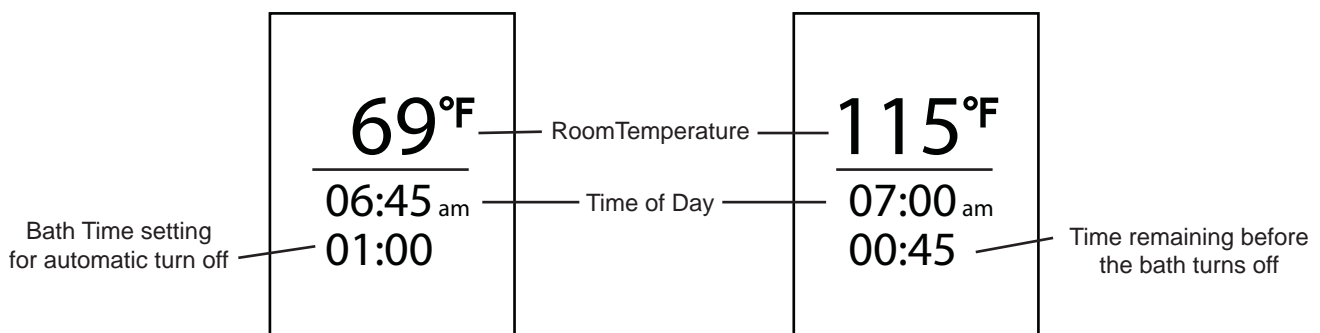 69°F
RoomTemperature
115°F
06:45 am
Time of Day
07:00 am
Bath Time setting
for automatic turn off
01:00
00:45
Time remaining before
the bath turns off